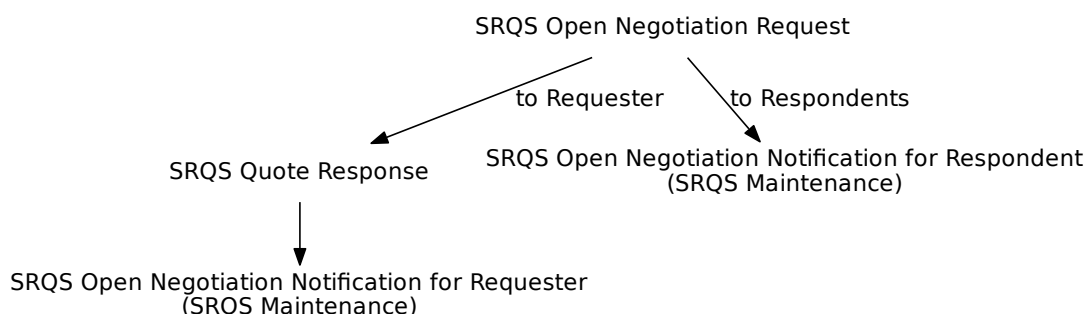 SRQS Open Negotiation Request
to Requester
to Respondents
SRQS Quote Response
SRQS Open Negotiation Notification for Respondent
(SRQS Maintenance)
SRQS Open Negotiation Notification for Requester
(SRQS Maintenance)